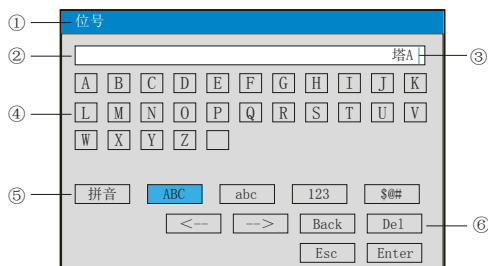 ① 位号
② 塔A ③
A B C D E F G H I J K
④ L M N O P Q R S T U V
W X Y Z
⑤ 拼音 ABC abc 123 $@#
<-- --> Back Del ⑥
Esc Enter